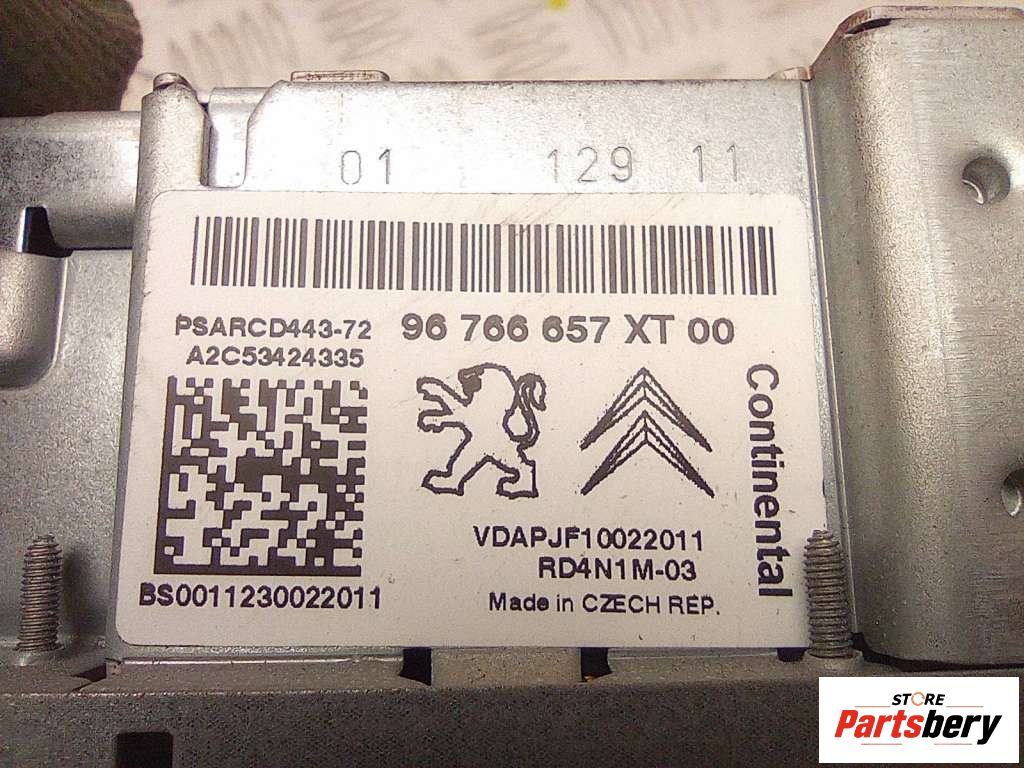 01 129 11
PSARCD443-72 96 766 657 XT 00
A2C53424335
Continental
VDAPJF10022011
RD4N1M-03
BS0011230022011
Made in CZECH REP.
STORE
Partsbery